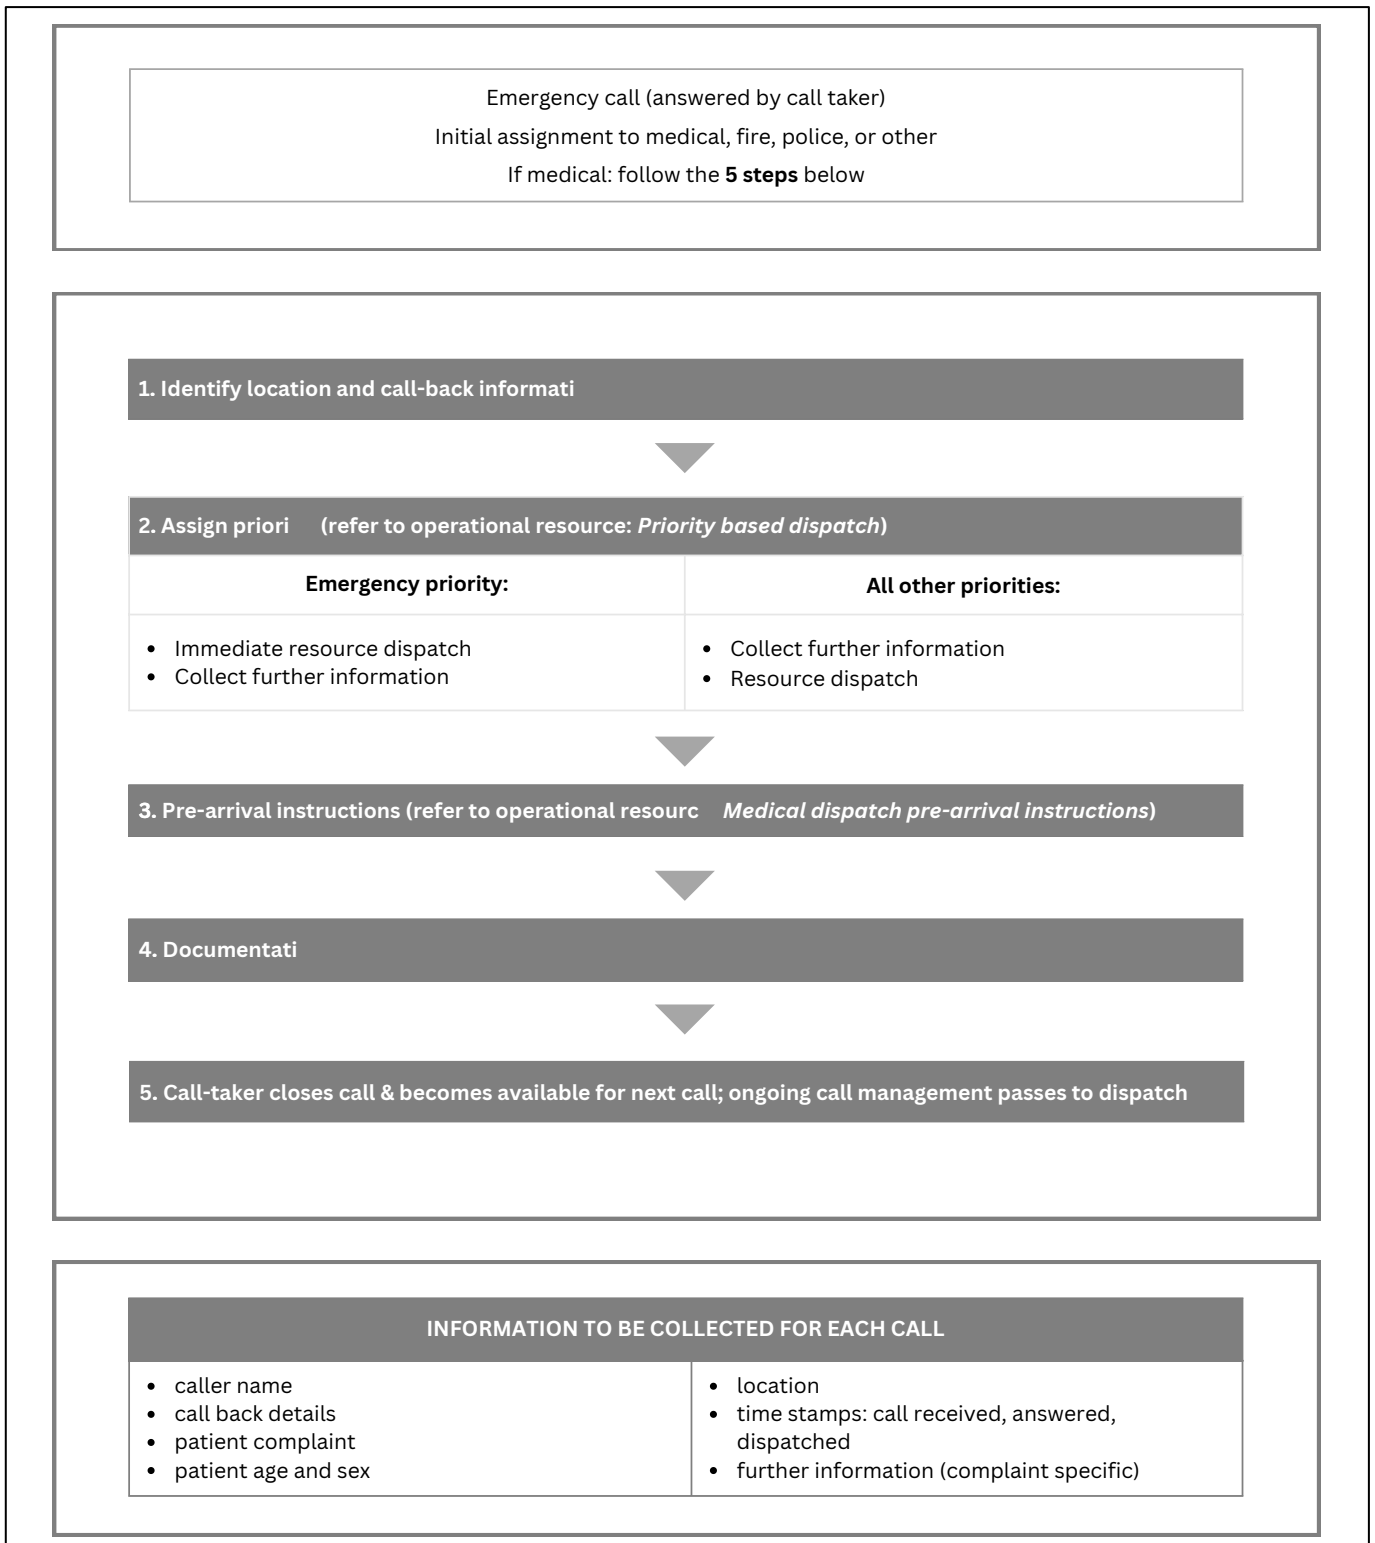 Emergency call (answered by call taker)
Initial assignment to medical, fire, police, or other
If medical: follow the 5 steps below
1. Identify location and call-back informati
2. Assign priori (refer to operational resource: Priority based dispatch)
Emergency priority:
All other priorities:
• Immediate resource dispatch
• Collect further information
• Collect further information
• Resource dispatch
3. Pre-arrival instructions (refer to operational resourc Medical dispatch pre-arrival instructions)
4. Documentati
5. Call-taker closes call & becomes available for next call; ongoing call management passes to dispatch
INFORMATION TO BE COLLECTED FOR EACH CALL
• caller name
• call back details
• patient complaint
• patient age and sex
• location
• time stamps: call received, answered,
dispatched
• further information (complaint specific)